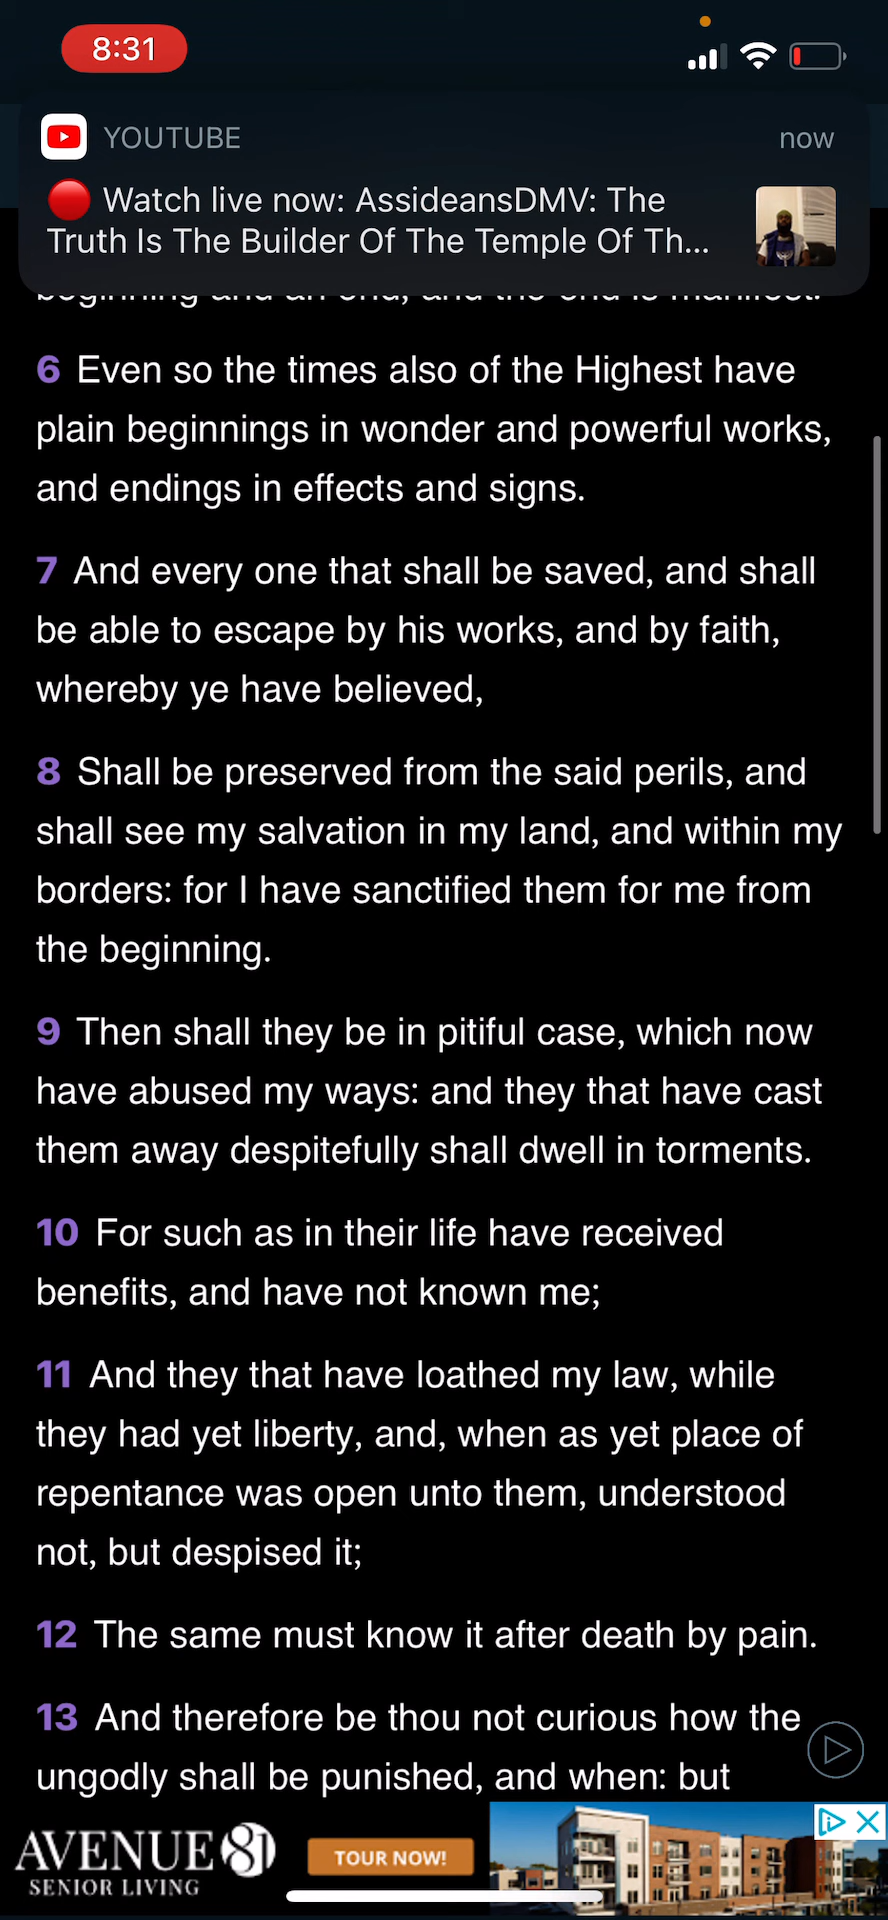 8:31
YOUTUBE
now
🔴 Watch live now: AssideansDMV: The
Truth Is The Builder Of The Temple Of Th...
beginning and an end, and the end is manifest.
6 Even so the times also of the Highest have
plain beginnings in wonder and powerful works,
and endings in effects and signs.
7 And every one that shall be saved, and shall
be able to escape by his works, and by faith,
whereby ye have believed,
8 Shall be preserved from the said perils, and
shall see my salvation in my land, and within my
borders: for I have sanctified them for me from
the beginning.
9 Then shall they be in pitiful case, which now
have abused my ways: and they that have cast
them away despitefully shall dwell in torments.
10 For such as in their life have received
benefits, and have not known me;
11 And they that have loathed my law, while
they had yet liberty, and, when as yet place of
repentance was open unto them, understood
not, but despised it;
12 The same must know it after death by pain.
13 And therefore be thou not curious how the
ungodly shall be punished, and when: but
AVENUE 81
SENIOR LIVING
TOUR NOW!